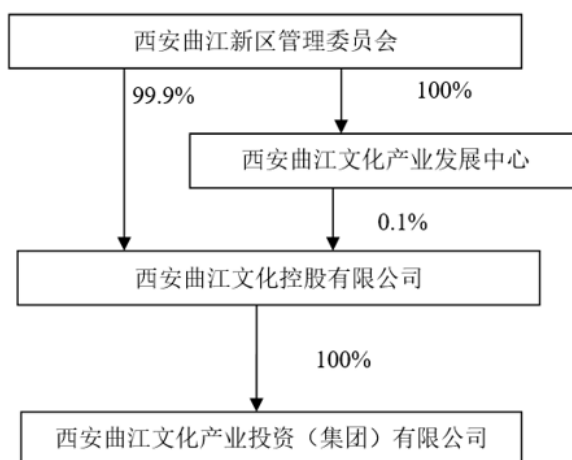 西安曲江新区管理委员会
99.9%
100%
西安曲江文化产业发展中心
0.1%
西安曲江文化控股有限公司
100%
西安曲江文化产业投资（集团）有限公司